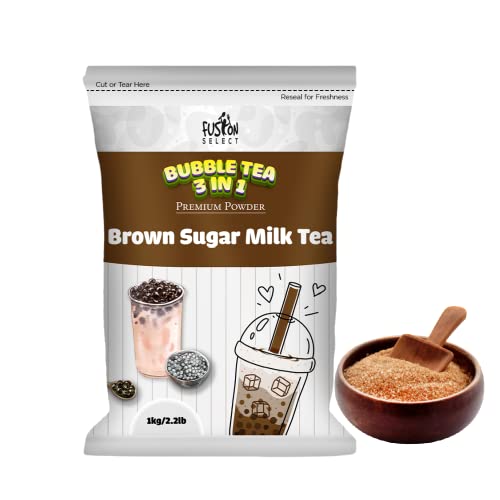 Cut or Tear Here
Reseal for Freshness
FUSION
SELECT
BUBBLE TEA
3 IN 1
PREMIUM POWDER
Brown Sugar Milk Tea
1kg/2.2lb